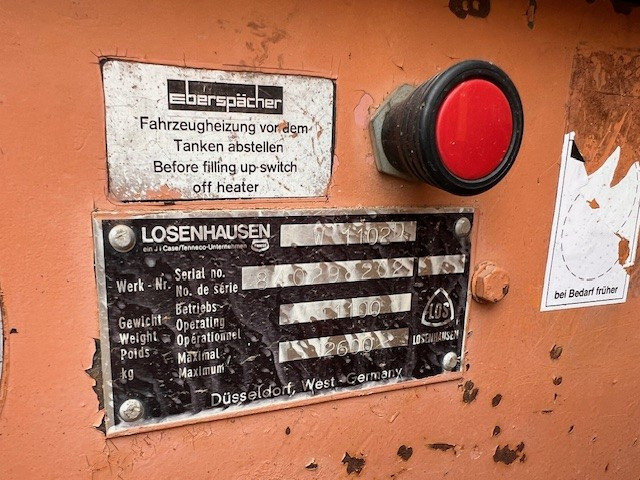 Eberspächer
Fahrzeugheizung vor dem
Tanken abstellen
Before filling up switch
off heater
LOSENHAUSEN
ein J I Case/Tenneco-Unternehmen
Werk-Nr. Serial no.
No. de série
Gewicht Betriebs-
Weight Operating
Poids Opérationnel
kg Maximal
Maximum
2600
LOS
LOSENHAUSEN
Düsseldorf, West-Germany
bei Bedarf früher